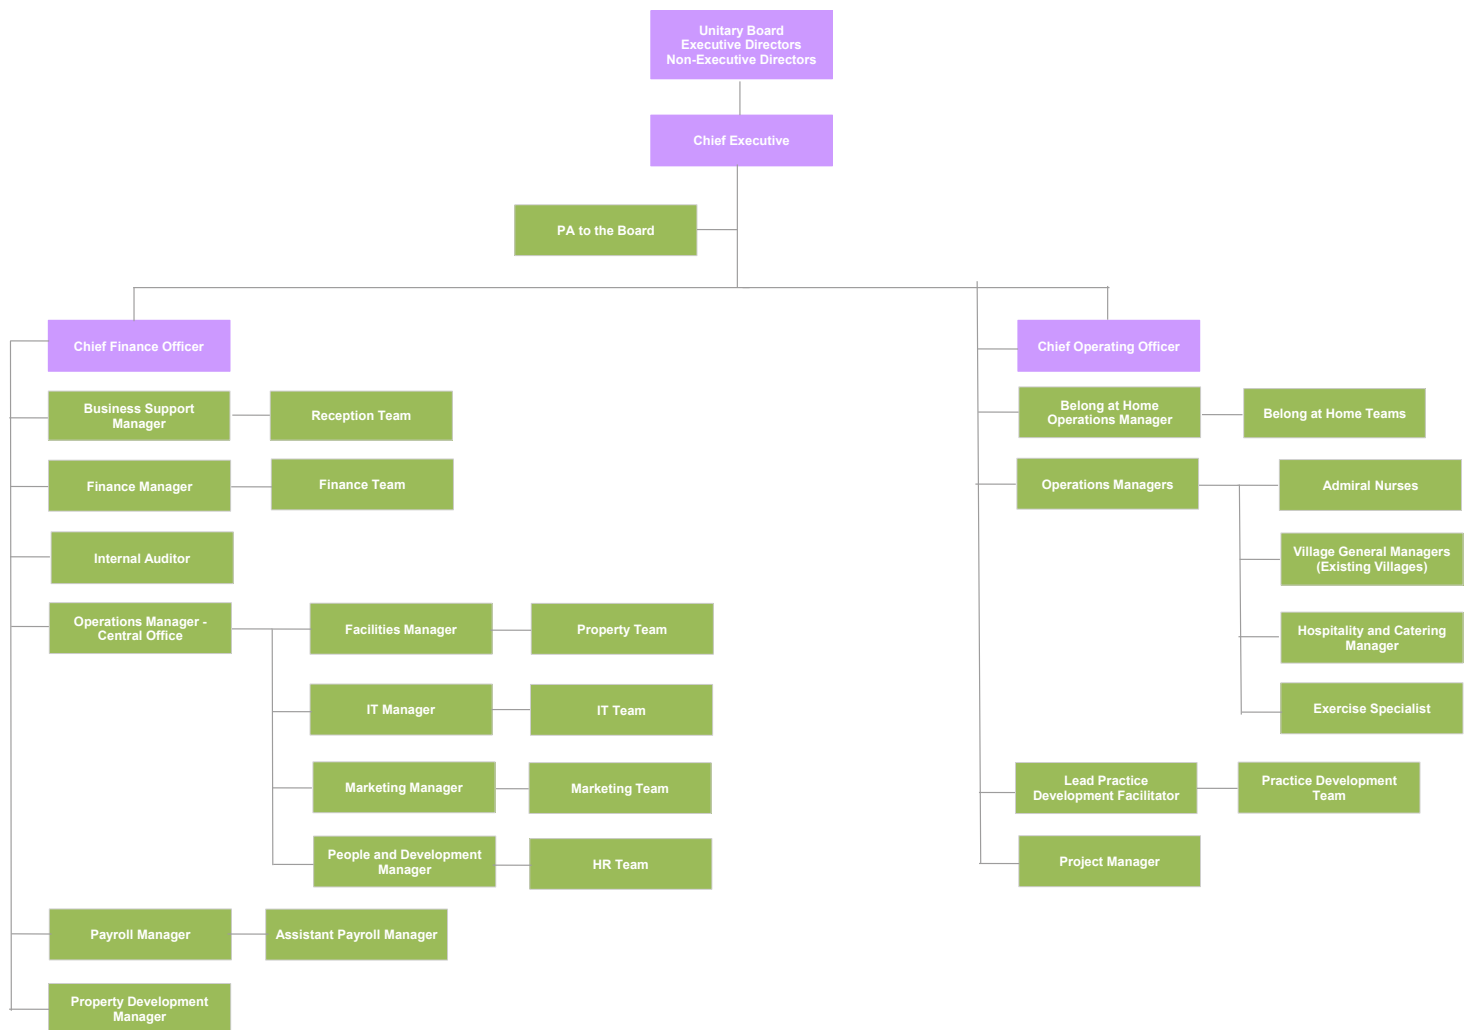 Unitary Board
Executive Directors
Non-Executive Directors
Chief Executive
PA to the Board
Chief Finance Officer
Chief Operating Officer
Business Support
Manager
Reception Team
Belong at Home
Operations Manager
Belong at Home Teams
Finance Manager
Finance Team
Operations Managers
Admiral Nurses
Internal Auditor
Village General Managers
(Existing Villages)
Operations Manager -
Central Office
Facilities Manager
Property Team
Hospitality and Catering
Manager
IT Manager
IT Team
Exercise Specialist
Marketing Manager
Marketing Team
Lead Practice
Development Facilitator
Practice Development
Team
People and Development
Manager
HR Team
Project Manager
Payroll Manager
Assistant Payroll Manager
Property Development
Manager